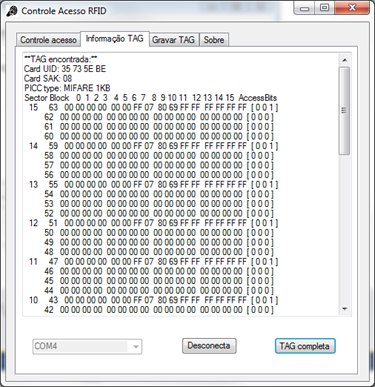 Controle Acesso RFID
Controle acesso Informação TAG Gravar TAG Sobre
**TAG encontrada:**
Card UID: 35 73 5E BE
Card SAK: 08
PICC type: MIFARE 1KB
Sector Block 0 1 2 3 4 5 6 7 8 9 10 11 12 13 14 15 AccessBits
15 63 00 00 00 00 00 00 FF 07 80 69 FF FF FF FF FF FF [ 0 0 1 ]
62 00 00 00 00 00 00 00 00 00 00 00 00 00 00 00 00 [ 0 0 0 ]
61 00 00 00 00 00 00 00 00 00 00 00 00 00 00 00 00 [ 0 0 0 ]
60 00 00 00 00 00 00 00 00 00 00 00 00 00 00 00 00 [ 0 0 0 ]
14 59 00 00 00 00 00 00 FF 07 80 69 FF FF FF FF FF FF [ 0 0 1 ]
58 00 00 00 00 00 00 00 00 00 00 00 00 00 00 00 00 [ 0 0 0 ]
57 00 00 00 00 00 00 00 00 00 00 00 00 00 00 00 00 [ 0 0 0 ]
56 00 00 00 00 00 00 00 00 00 00 00 00 00 00 00 00 [ 0 0 0 ]
13 55 00 00 00 00 00 00 FF 07 80 69 FF FF FF FF FF FF [ 0 0 1 ]
54 00 00 00 00 00 00 00 00 00 00 00 00 00 00 00 00 [ 0 0 0 ]
53 00 00 00 00 00 00 00 00 00 00 00 00 00 00 00 00 [ 0 0 0 ]
52 00 00 00 00 00 00 00 00 00 00 00 00 00 00 00 00 [ 0 0 0 ]
12 51 00 00 00 00 00 00 FF 07 80 69 FF FF FF FF FF FF [ 0 0 1 ]
50 00 00 00 00 00 00 00 00 00 00 00 00 00 00 00 00 [ 0 0 0 ]
49 00 00 00 00 00 00 00 00 00 00 00 00 00 00 00 00 [ 0 0 0 ]
48 00 00 00 00 00 00 00 00 00 00 00 00 00 00 00 00 [ 0 0 0 ]
11 47 00 00 00 00 00 00 FF 07 80 69 FF FF FF FF FF FF [ 0 0 1 ]
46 00 00 00 00 00 00 00 00 00 00 00 00 00 00 00 00 [ 0 0 0 ]
45 00 00 00 00 00 00 00 00 00 00 00 00 00 00 00 00 [ 0 0 0 ]
44 00 00 00 00 00 00 00 00 00 00 00 00 00 00 00 00 [ 0 0 0 ]
10 43 00 00 00 00 00 00 FF 07 80 69 FF FF FF FF FF FF [ 0 0 1 ]
42 00 00 00 00 00 00 00 00 00 00 00 00 00 00 00 00 [ 0 0 0 ]
COM4 Desconecta TAG completa